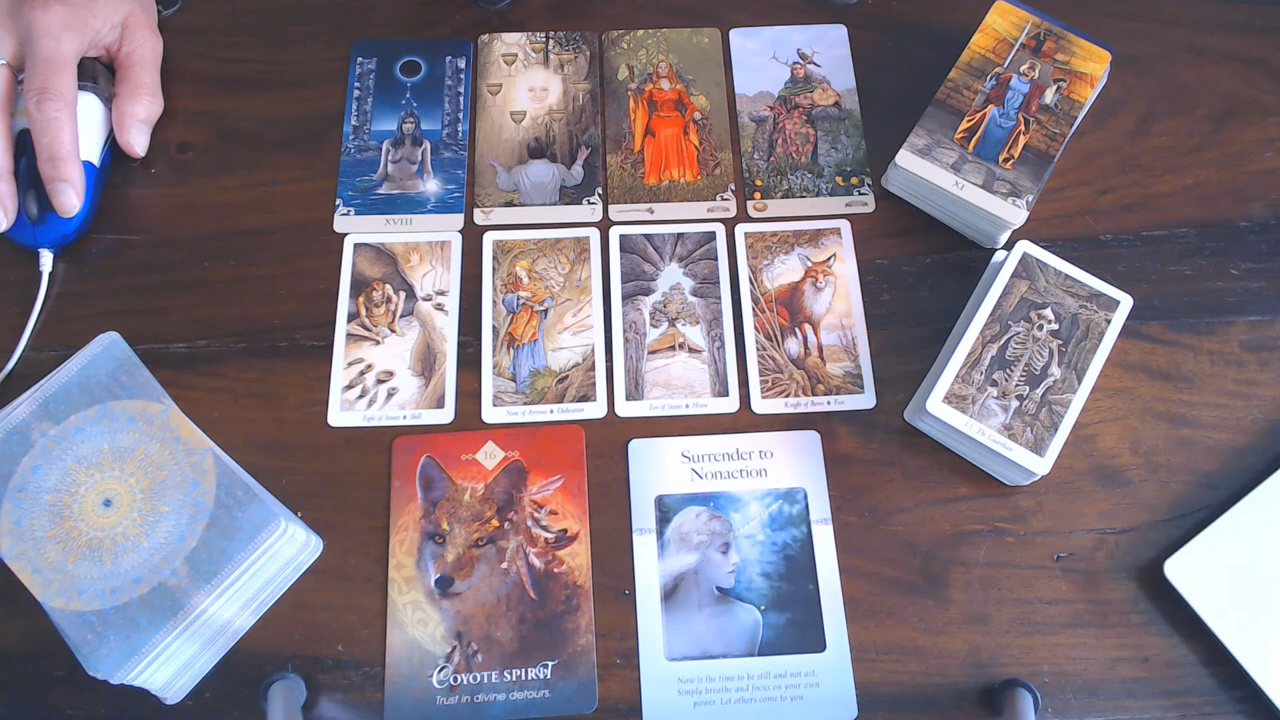 XVIII
7
XI
Eight of Stones Skill
Nine of Arrows Dedication
Ten of Stones Home
Knight of Bows Fox
13 The Guardian
16
COYOTE SPIRIT
Trust in divine detours.
Surrender to
Nonaction
Now is the time to be still and not act.
Simply breathe and focus on your own
power. Let others come to you.